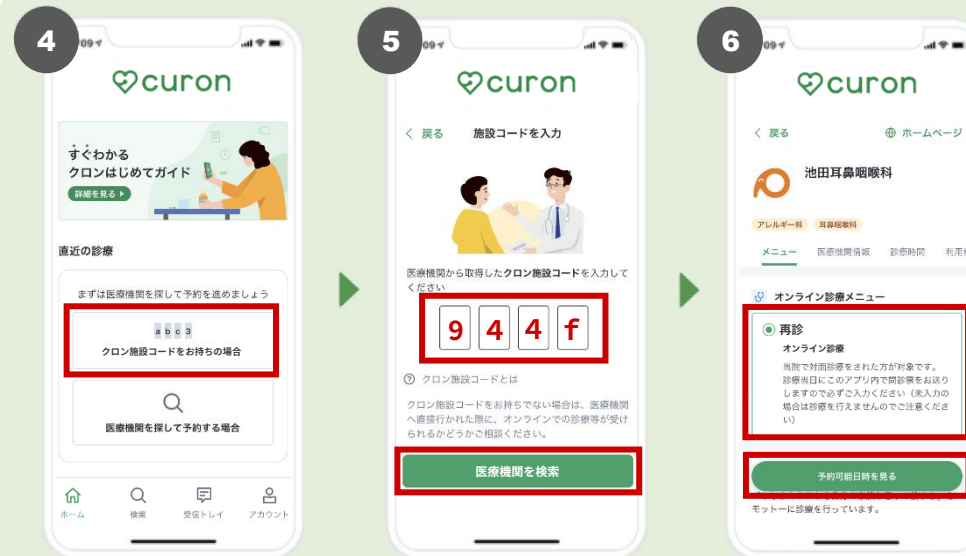 4
09
curon
すぐわかる
クロンはじめてガイド
詳細を見る
直近の診療
まずは医療機関を探して予約を進めましょう
a b c 3
クロン施設コードをお持ちの場合
医療機関を探して予約する場合
ホーム 検索 受信トレイ アカウント
5
09
curon
戻る 施設コードを入力
医療機関から取得したクロン施設コードを入力して
ください
9 4 4 f
クロン施設コードとは
クロン施設コードをお持ちでない場合は、医療機関
へ直接行かれた際に、オンラインでの診療等が受け
られるかどうかご相談ください。
医療機関を検索
6
09
curon
戻る ホームページ
池田耳鼻咽喉科
アレルギー科 耳鼻咽喉科
メニュー 医療機関情報 診療時間 利用
オンライン診療メニュー
再診
オンライン診療
当院で対面診療をされた方が対象です。
診療当日にこのアプリ内で問診票をお送り
しますので必ずご入力ください（未入力の
場合は診療を行えませんのでご注意くださ
い）
予約可能日時を見る
モットーに診療を行っています。